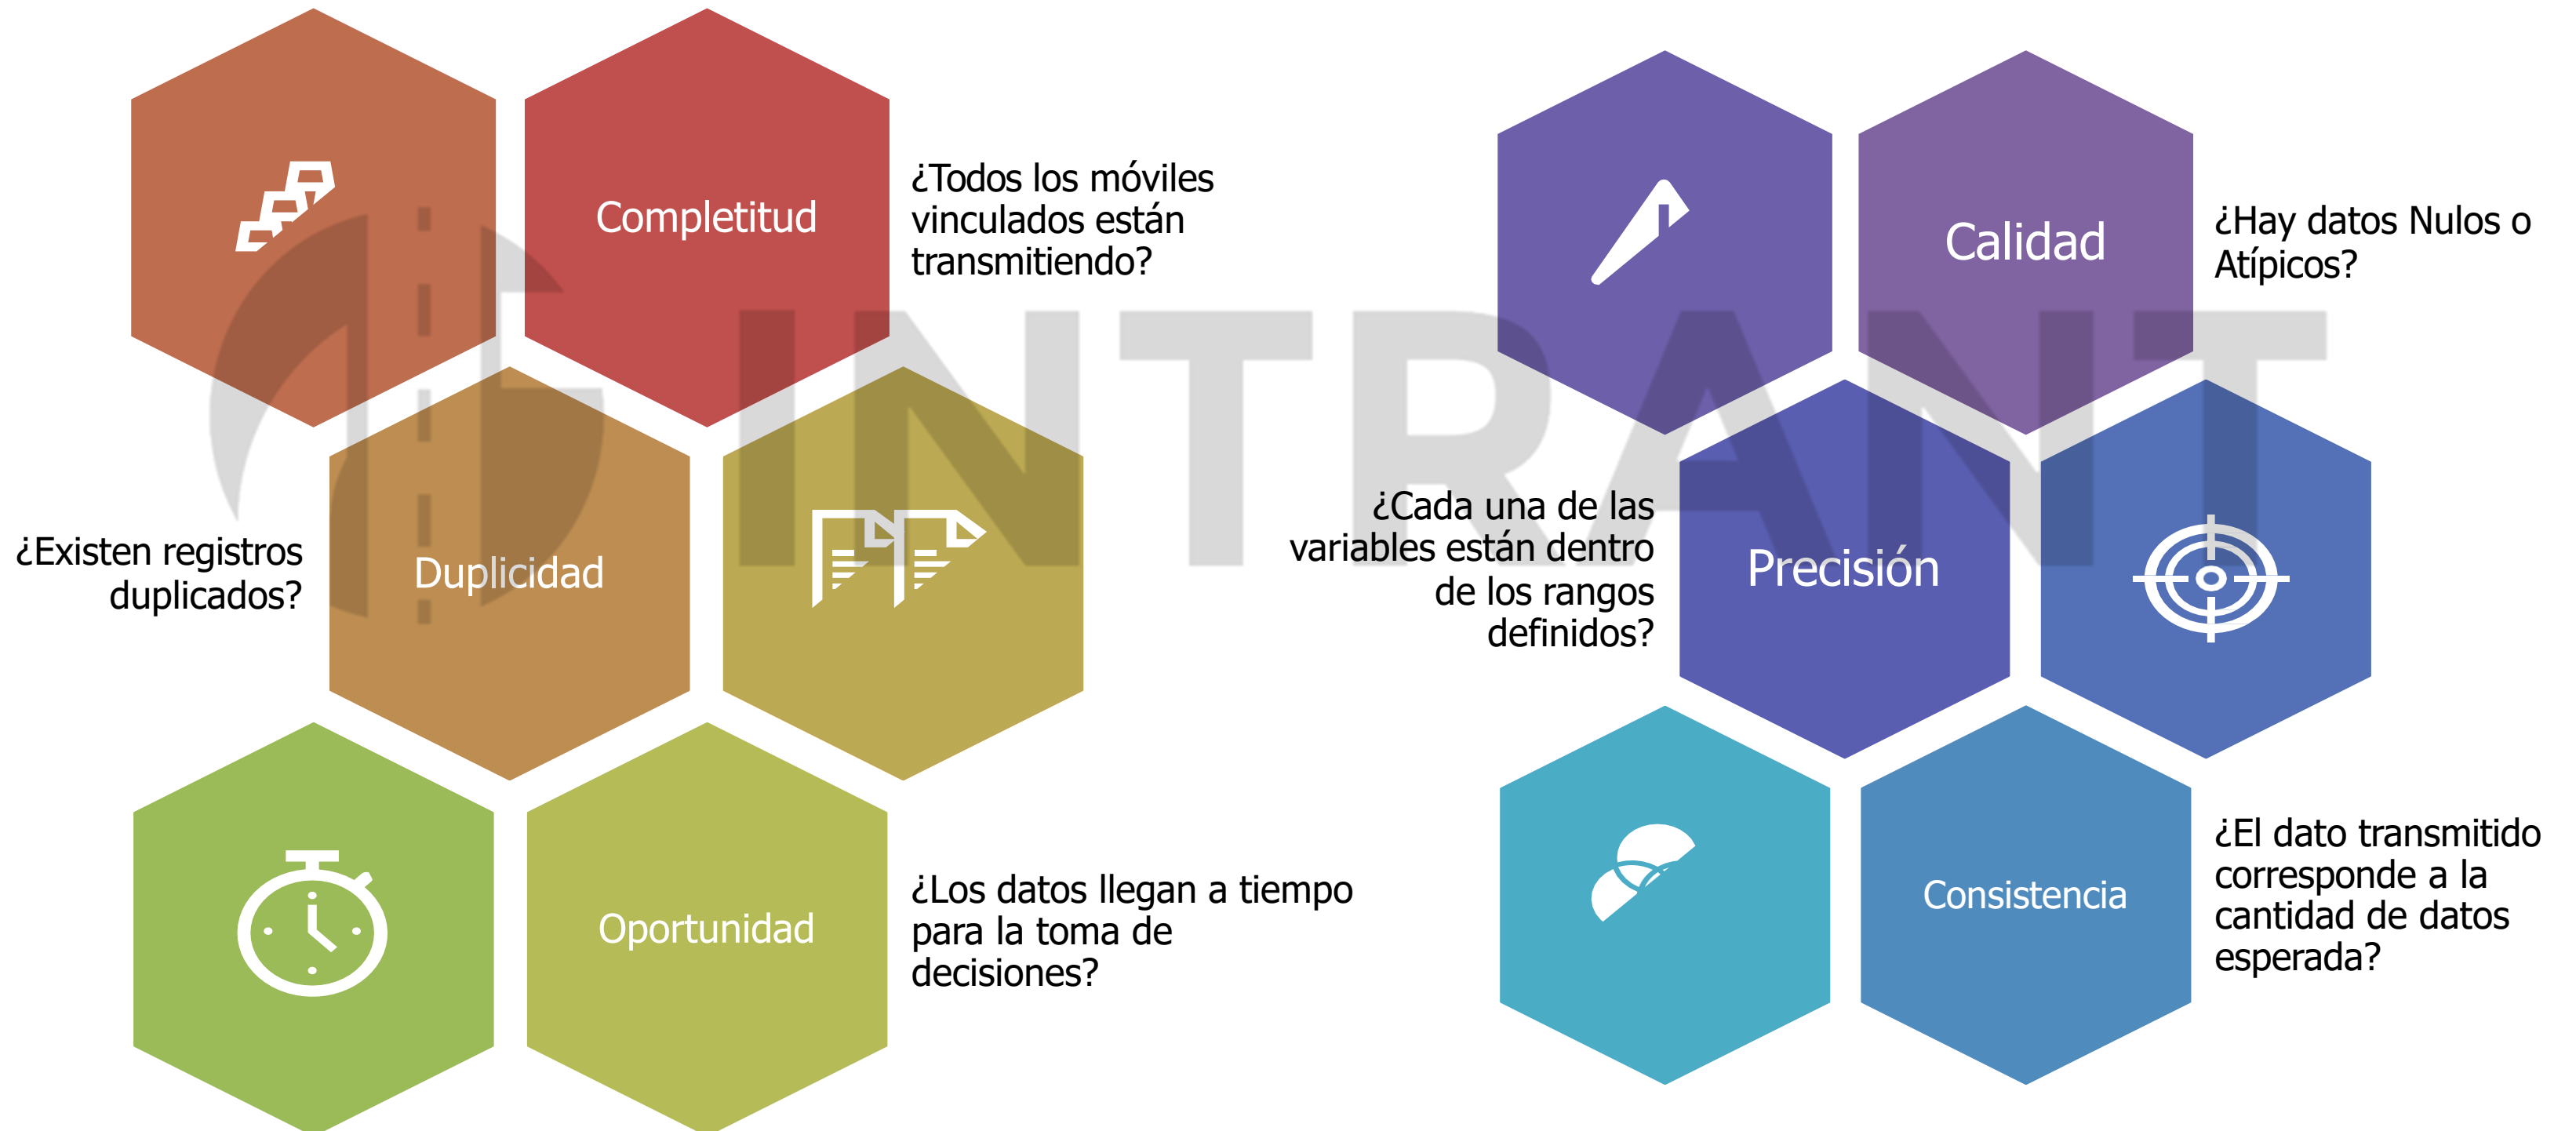 Completitud
¿Todos los móviles
vinculados están
transmitiendo?
¿Existen registros
duplicados?
Duplicidad
Oportunidad
¿Los datos llegan a tiempo
para la toma de
decisiones?
Calidad
¿Hay datos Nulos o
Atípicos?
¿Cada una de las
variables están dentro
de los rangos
definidos?
Precisión
Consistencia
¿El dato transmitido
corresponde a la
cantidad de datos
esperada?
INTRANT